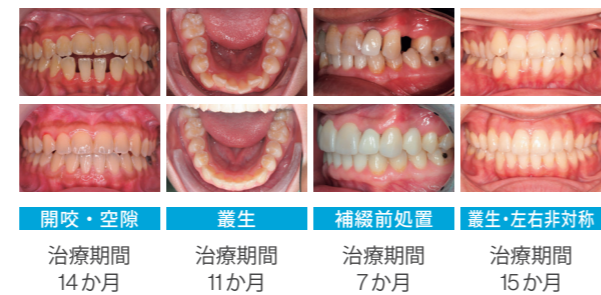 開咬・空隙
叢生
補綴前処置
叢生・左右非対称
治療期間
14か月
治療期間
11か月
治療期間
7か月
治療期間
15か月